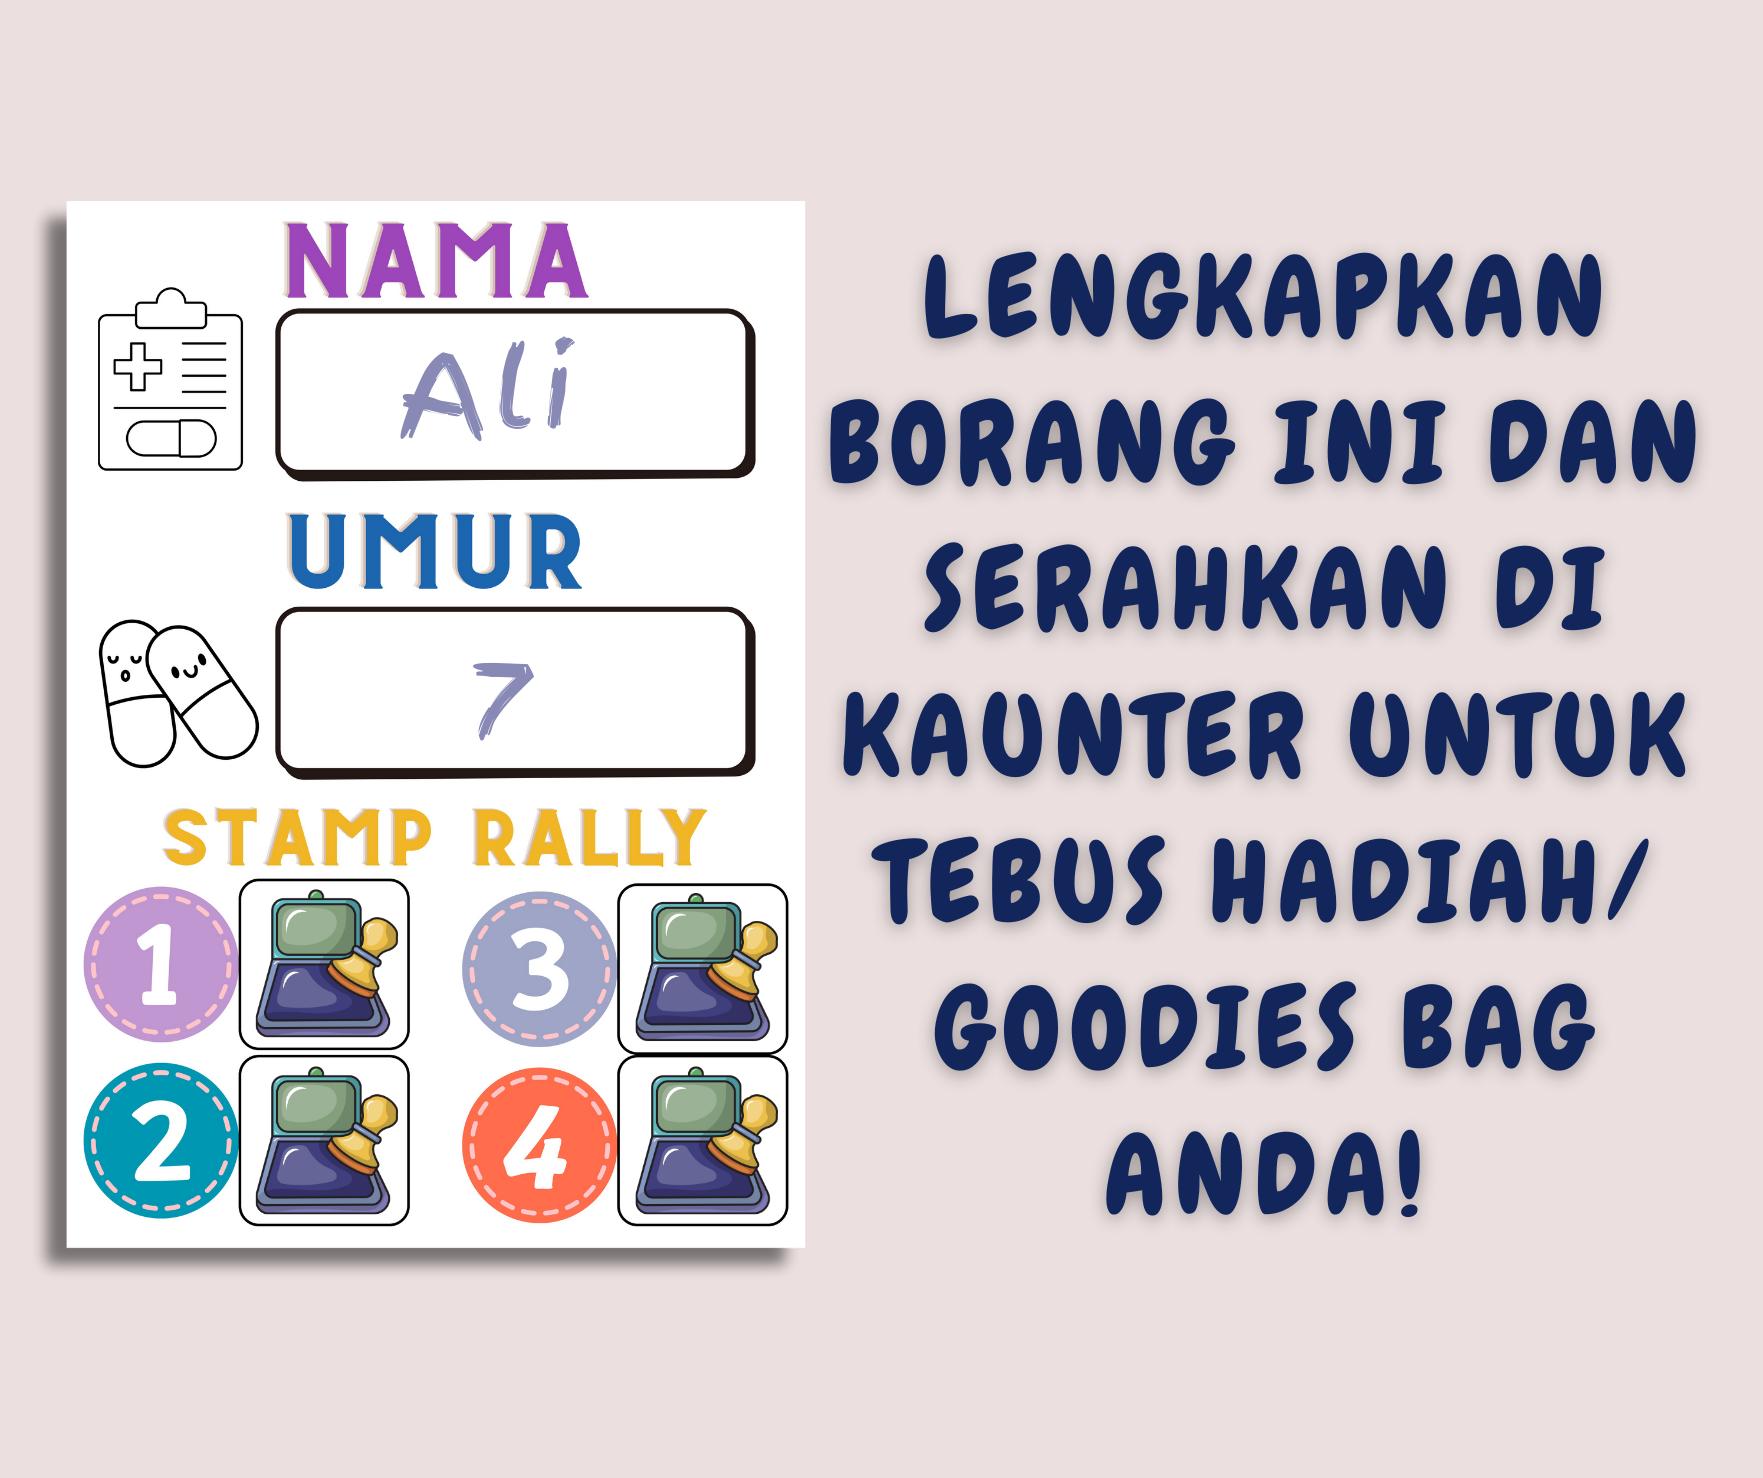 NAMA
Ali
UMUR
7
STAMP RALLY
1
3
2
4
LENGKAPKAN
BORANG INI DAN
SERAHKAN DI
KAUNTER UNTUK
TEBUS HADIAH/
GOODIES BAG
ANDA!